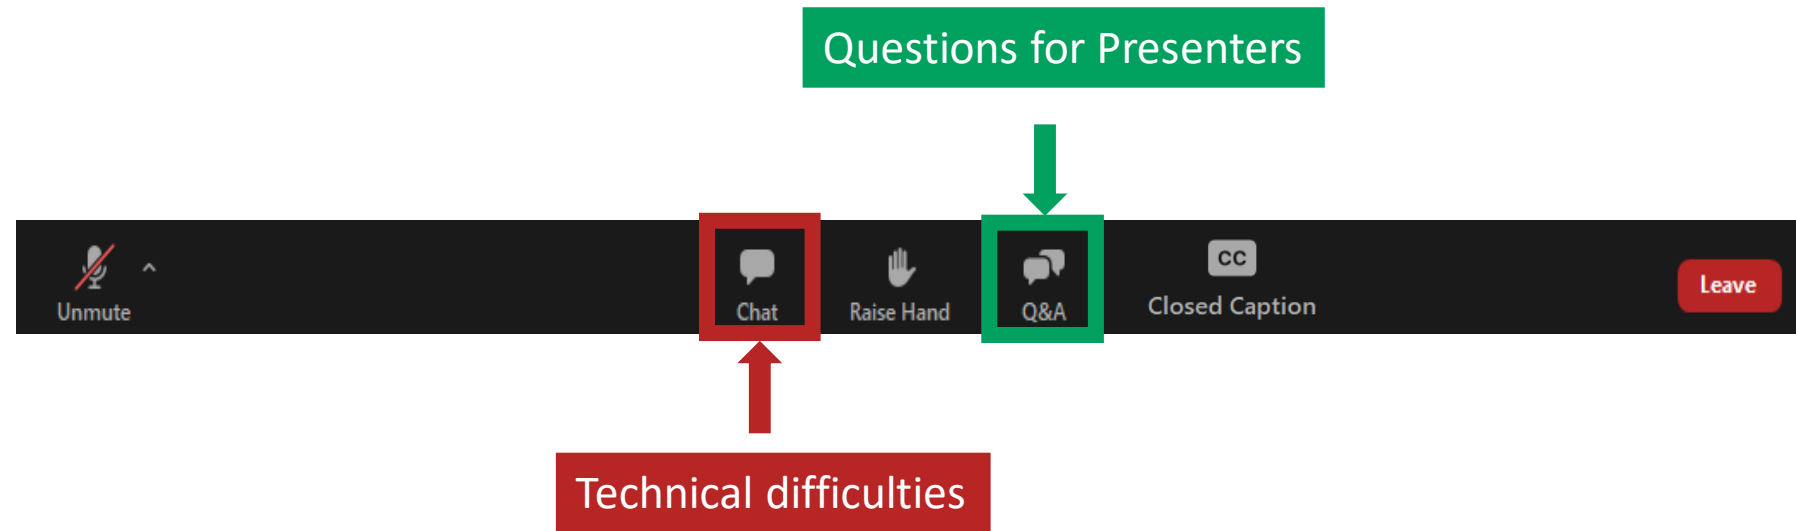 Questions for Presenters
Unmute
Chat
Raise Hand
Q&A
CC
Closed Caption
Leave
Technical difficulties